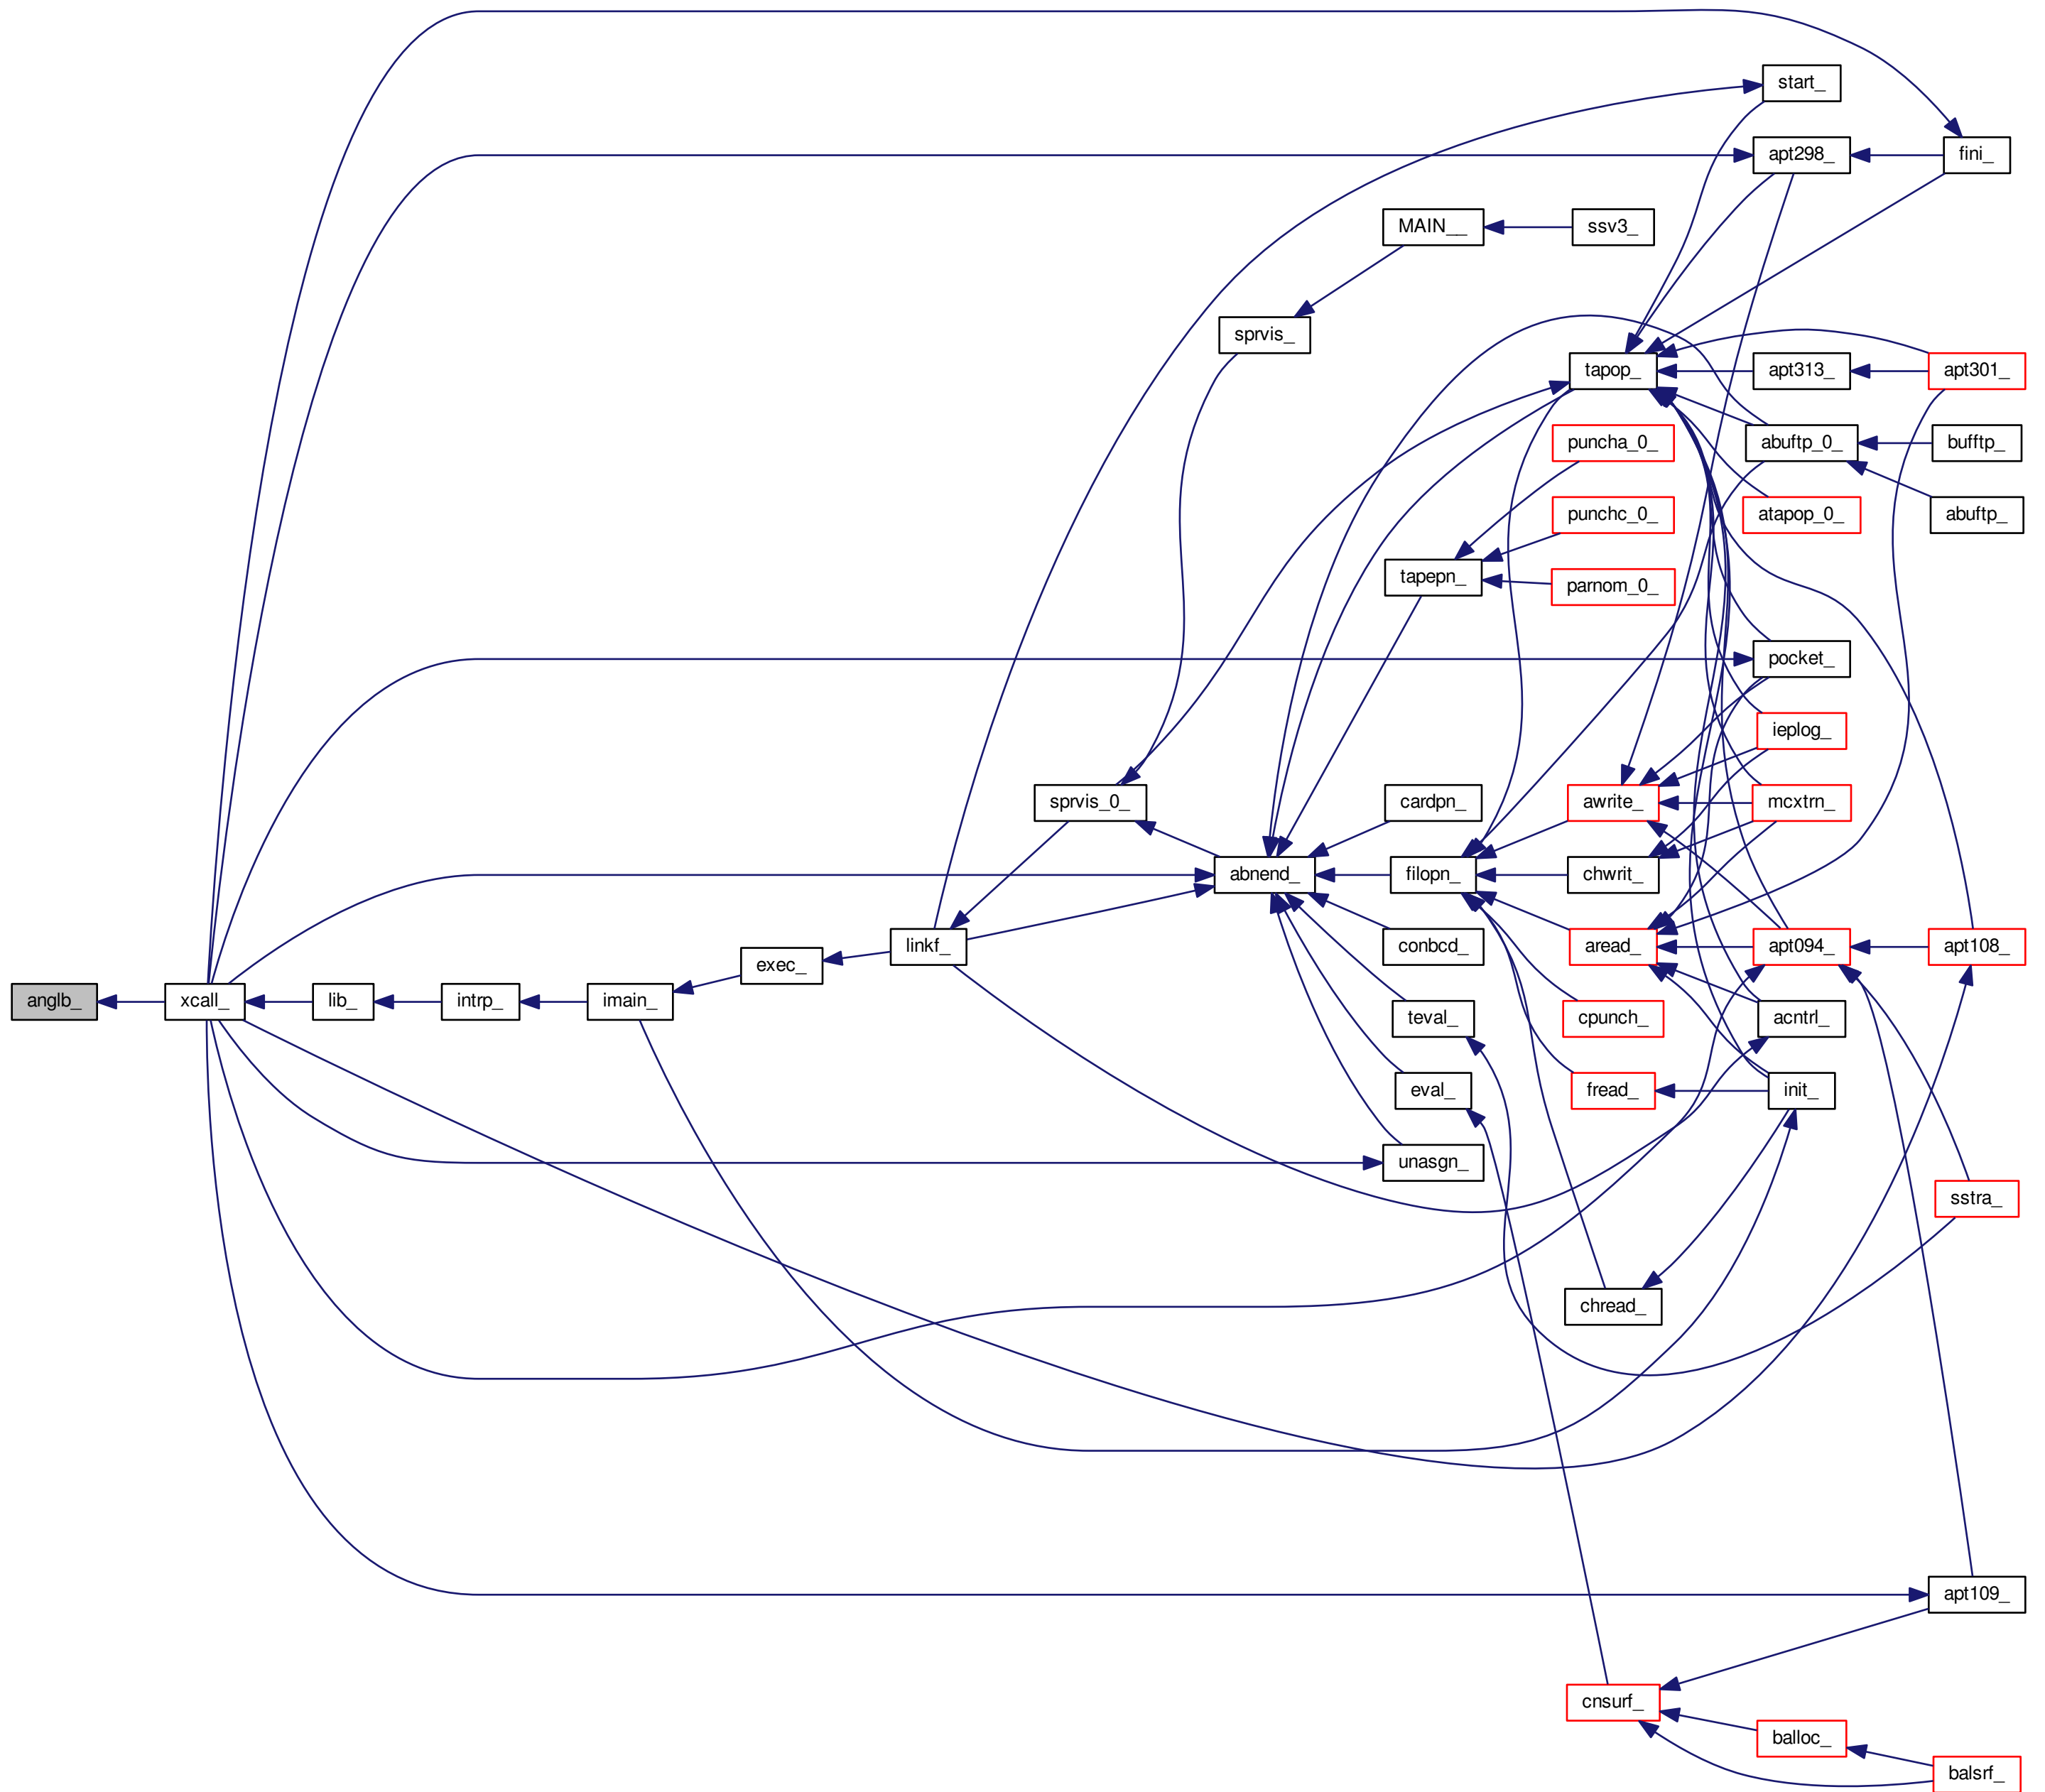 start_
apt298_
fini_
MAIN__
ssv3_
sprvis_
tapop_
apt313_
apt301_
puncha_0_
abuftp_0_
bufftp_
punchc_0_
atapop_0_
abuftp_
tapepn_
parnom_0_
pocket_
ieplog_
sprvis_0_
cardpn_
awrite_
mcxtrn_
abnend_
filopn_
chwrit_
linkf_
conbcd_
aread_
apt094_
apt108_
exec_
anglb_
xcall_
lib_
intrp_
imain_
teval_
cpunch_
acntrl_
eval_
fread_
init_
unasgn_
sstra_
chread_
apt109_
cnsurf_
balloc_
balsrf_